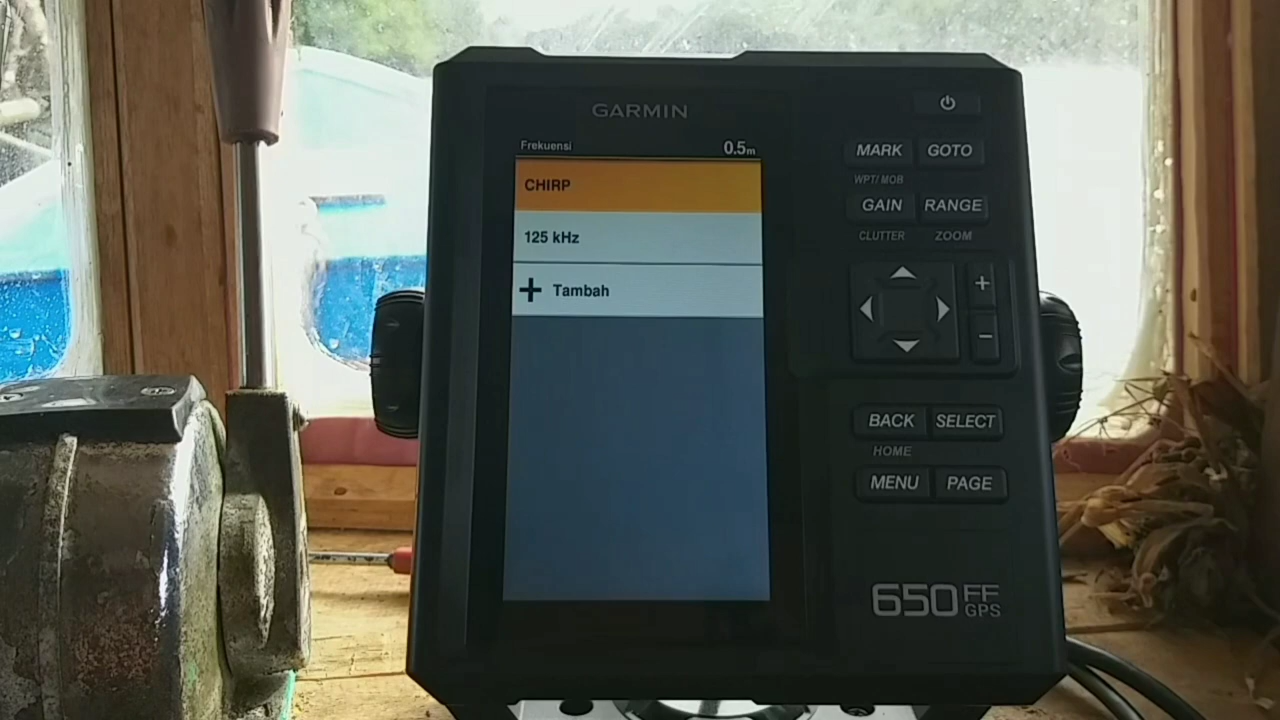 GARMIN
Frekuensi 0.5m
CHIRP
125 kHz
+ Tambah
MARK GOTO
WPT/MOB
GAIN RANGE
CLUTTER ZOOM
+
-
BACK SELECT
HOME
MENU PAGE
650 FF
GPS